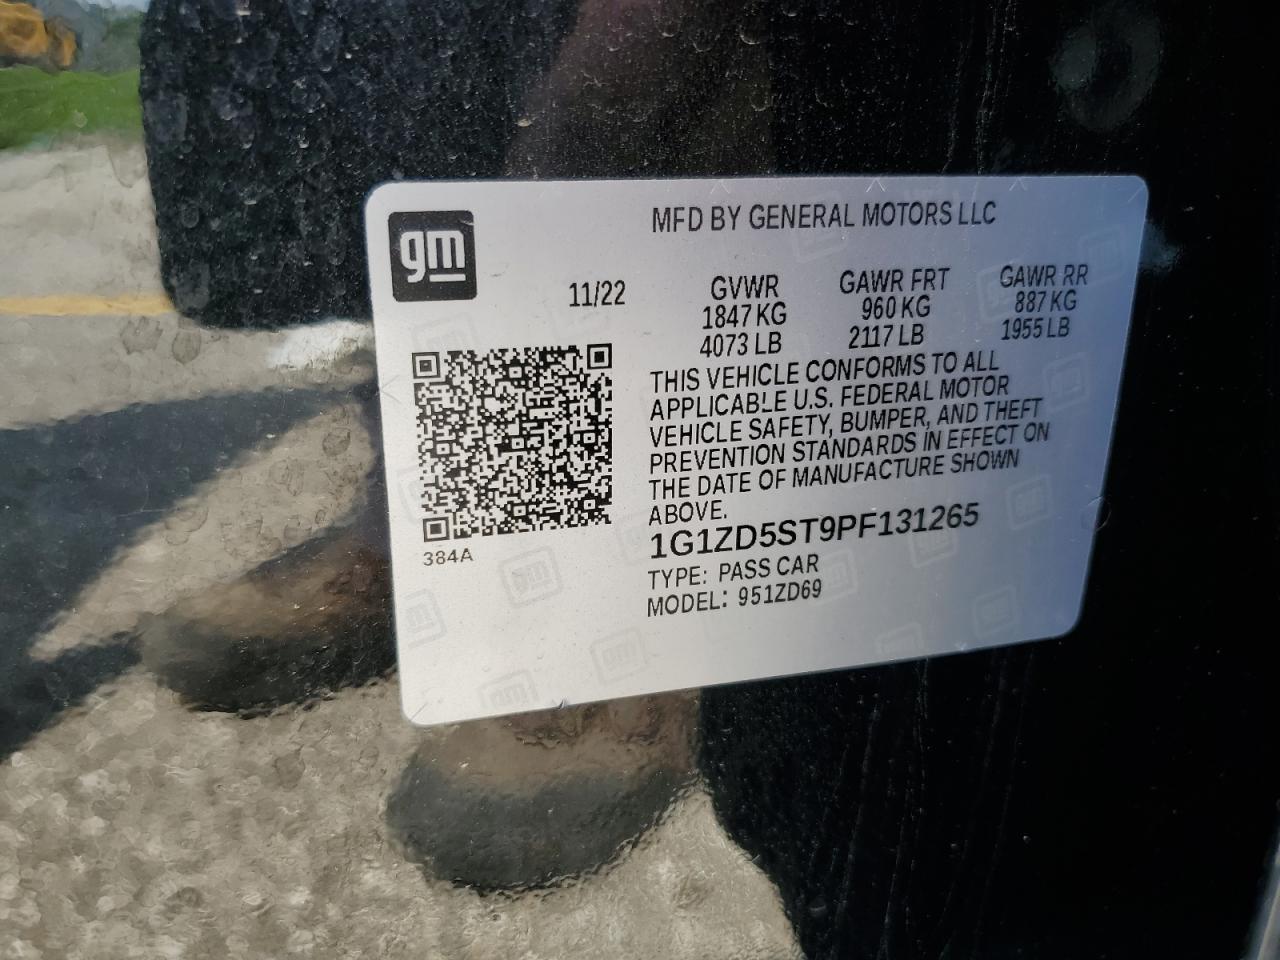 gm
MFD BY GENERAL MOTORS LLC
11/22 GVWR GAWR FRT GAWR RR
1847 KG 960 KG 887 KG
4073 LB 2117 LB 1955 LB
THIS VEHICLE CONFORMS TO ALL
APPLICABLE U.S. FEDERAL MOTOR
VEHICLE SAFETY, BUMPER, AND THEFT
PREVENTION STANDARDS IN EFFECT ON
THE DATE OF MANUFACTURE SHOWN
ABOVE.
1G1ZD5ST9PF131265
384A
TYPE: PASS CAR
MODEL: 951ZD69